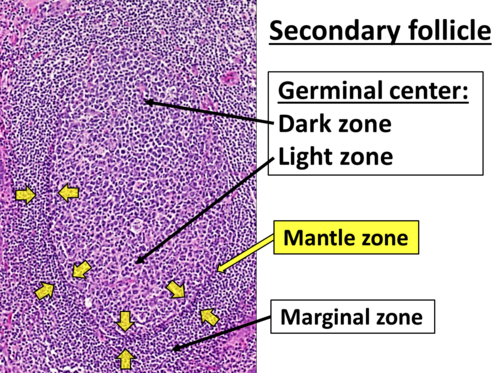 Secondary follicle
Germinal center:
Dark zone
Light zone
Mantle zone
Marginal zone